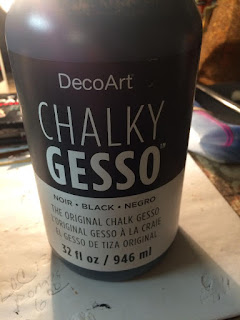 DecoArt®
CHALKY
GESSO™
NOIR • BLACK • NEGRO
THE ORIGINAL CHALK GESSO
L'ORIGINAL GESSO À LA CRAIE
EL GESSO DE TIZA ORIGINAL
32 fl oz / 946 ml